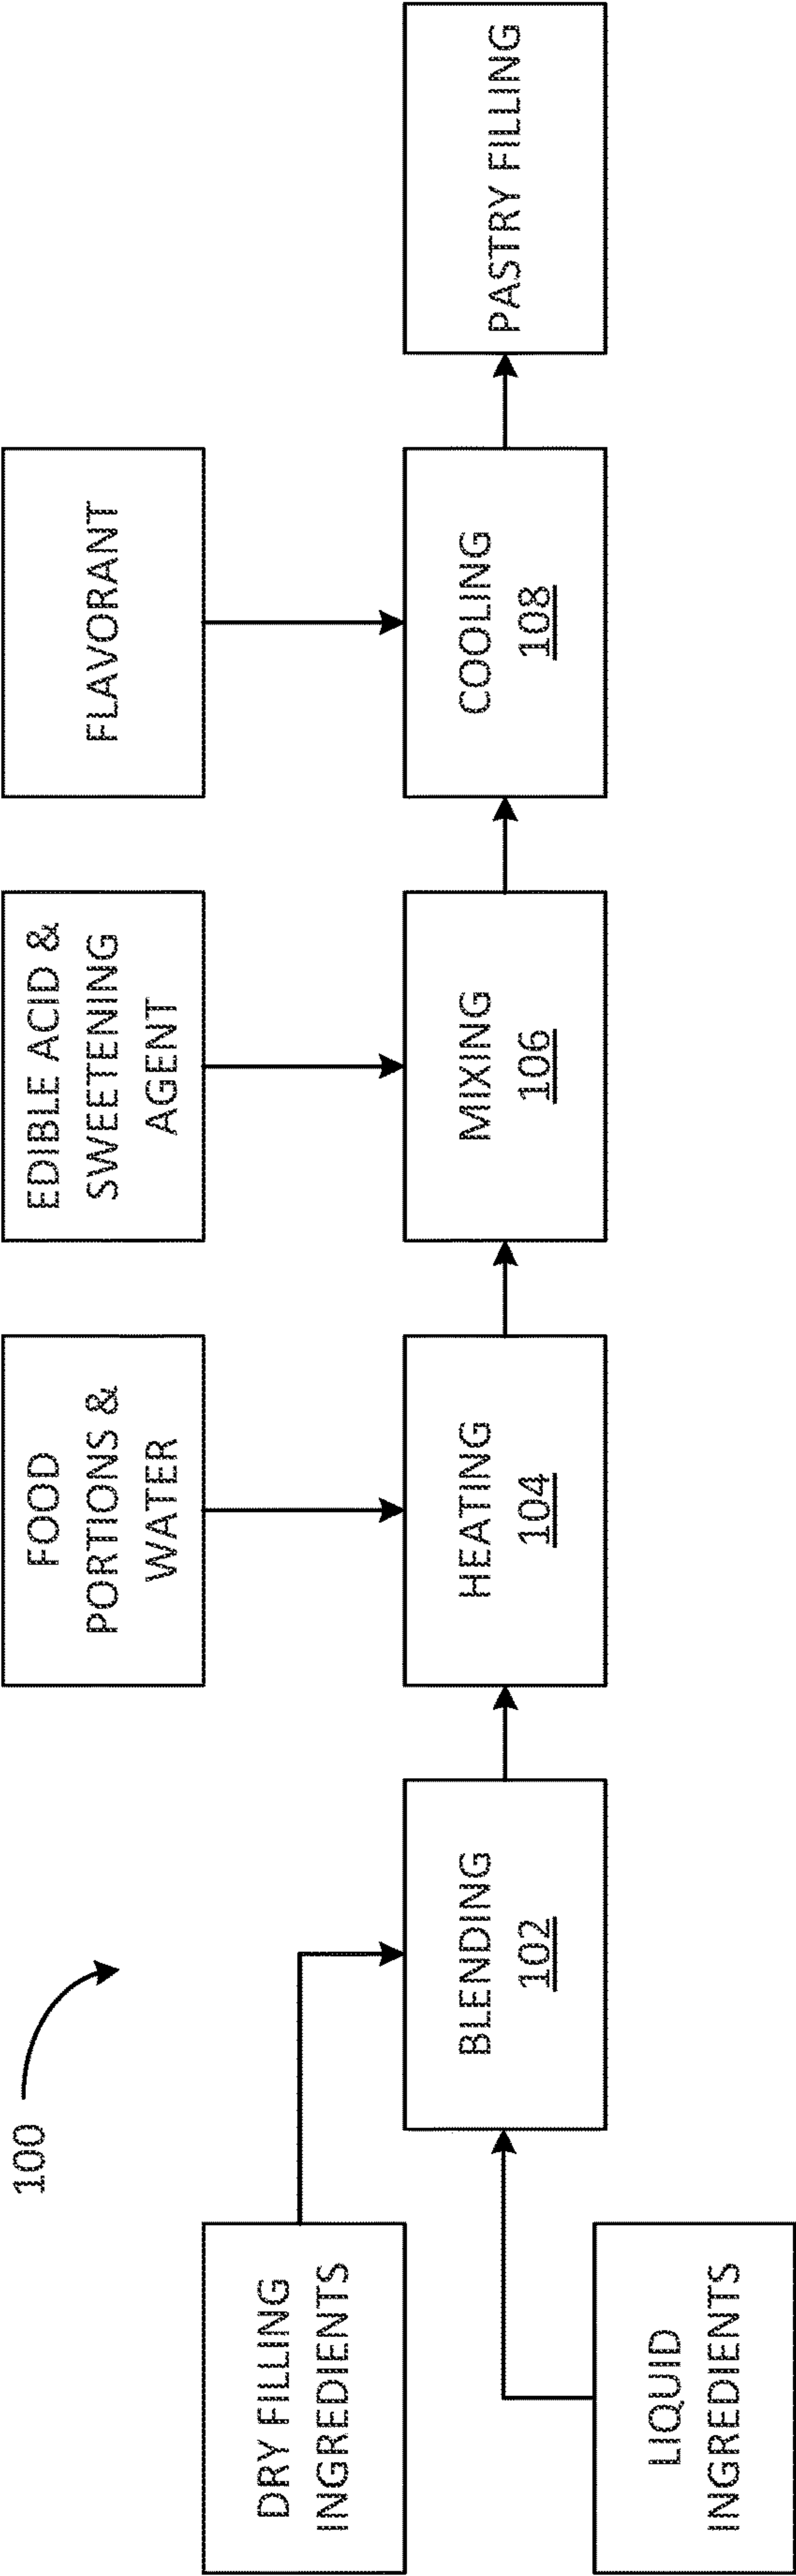 100
DRY FILLING
INGREDIENTS
LIQUID
INGREDIENTS
BLENDING
102
FOOD
PORTIONS &
WATER
HEATING
104
EDIBLE ACID &
SWEETENING
AGENT
MIXING
106
FLAVORANT
COOLING
108
PASTRY FILLING